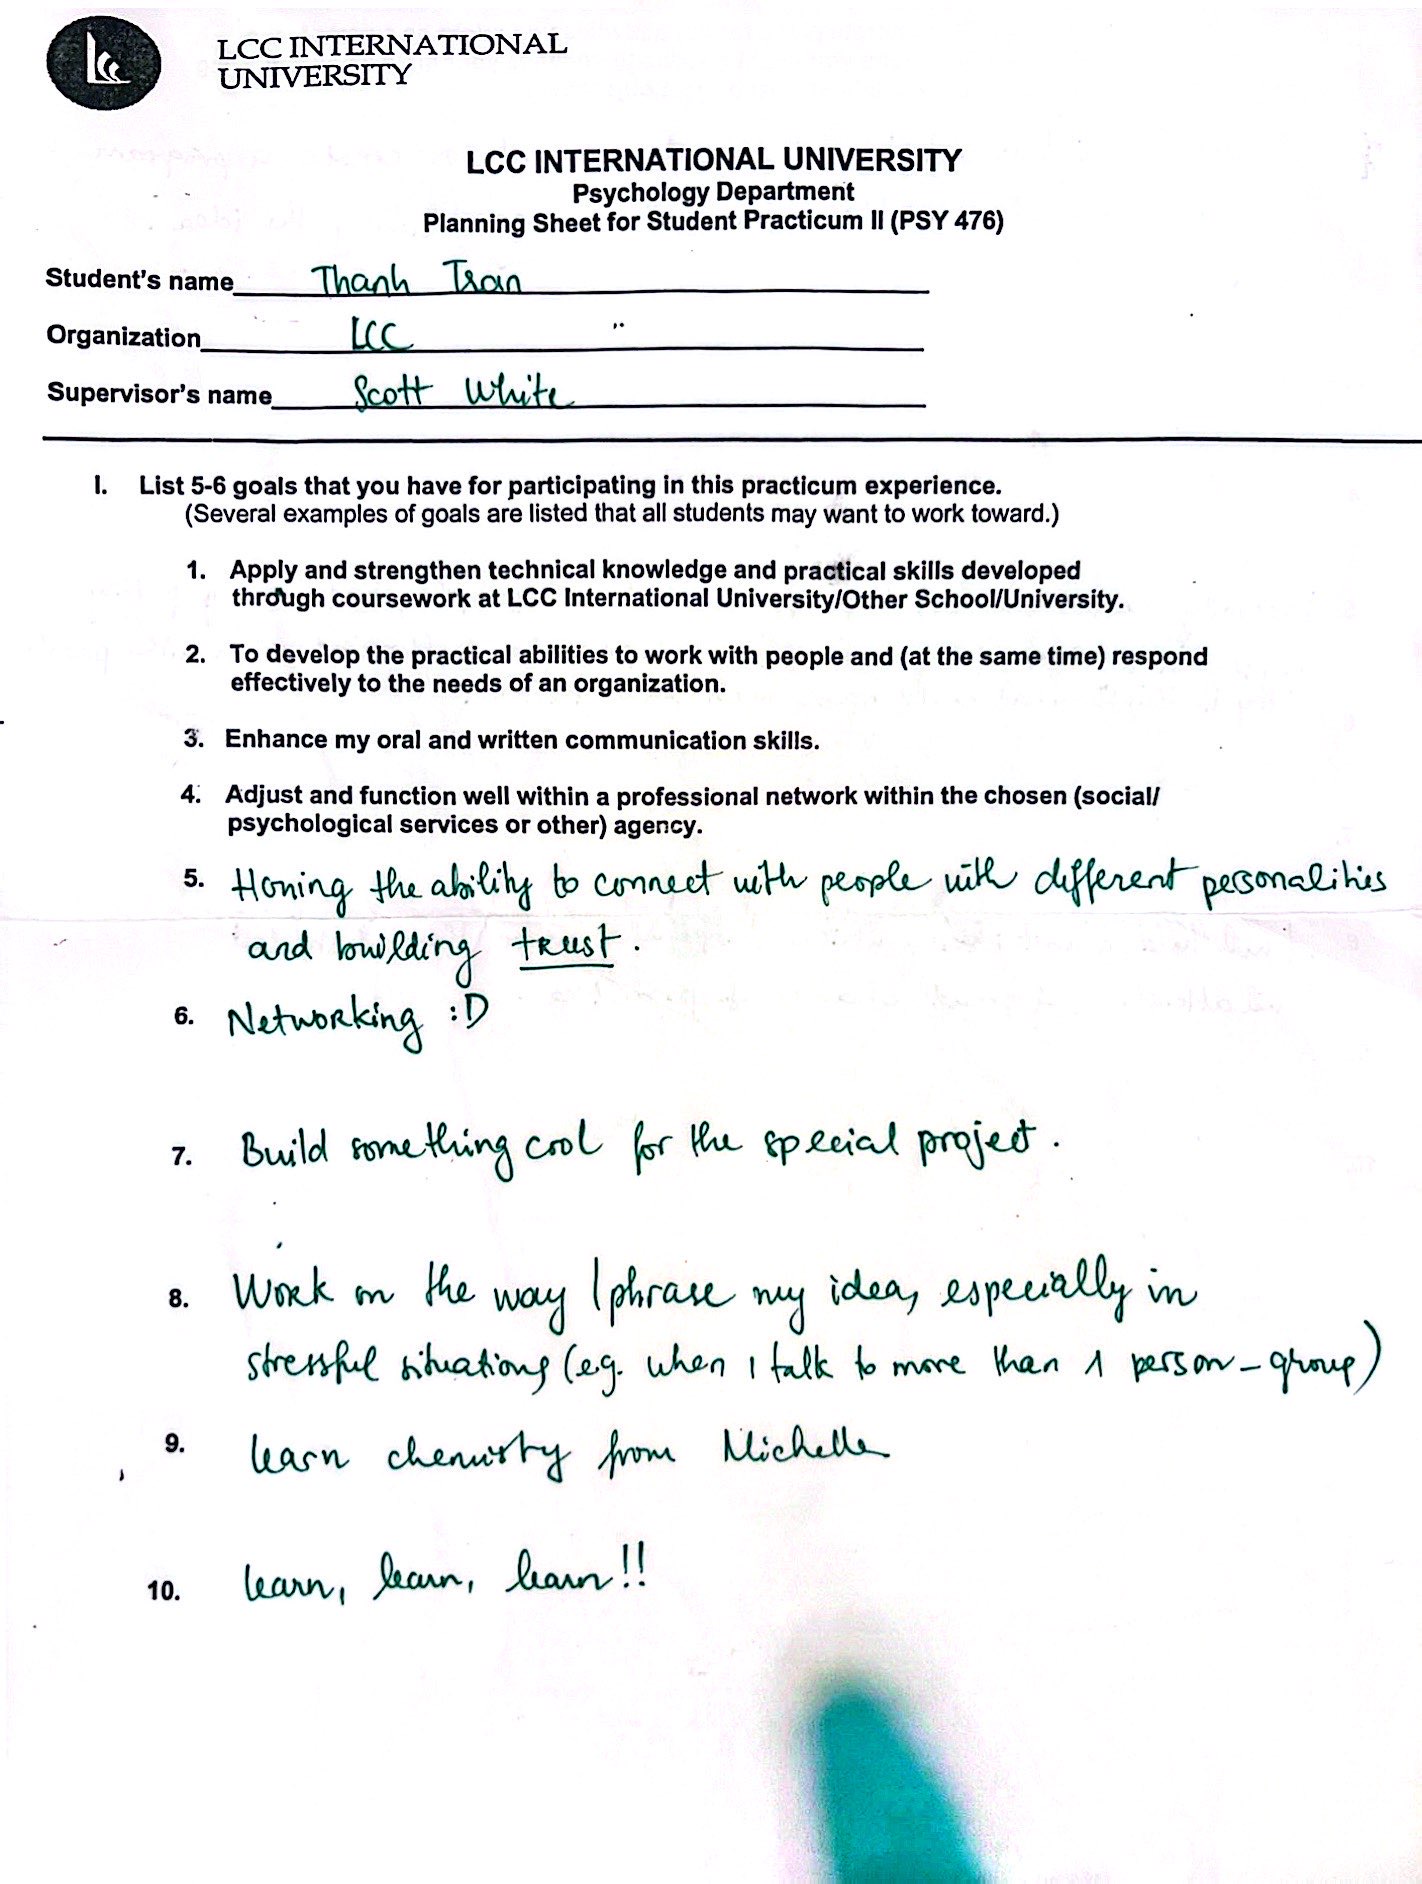 LCC INTERNATIONAL
UNIVERSITY
LCC INTERNATIONAL UNIVERSITY
Psychology Department
Planning Sheet for Student Practicum II (PSY 476)
Student's name Thanh Tran
Organization LCC
Supervisor's name Scott White
I. List 5-6 goals that you have for participating in this practicum experience.
(Several examples of goals are listed that all students may want to work toward.)
1. Apply and strengthen technical knowledge and practical skills developed
through coursework at LCC International University/Other School/University.
2. To develop the practical abilities to work with people and (at the same time) respond
effectively to the needs of an organization.
3. Enhance my oral and written communication skills.
4. Adjust and function well within a professional network within the chosen (social/
psychological services or other) agency.
5. Honing the ability to connect with people with different personalities
and building trust.
6. Networking :D
7. Build something cool for the special project.
8. Work on the way I phrase my idea, especially in
stressful situations (e.g. when I talk to more than 1 person - group)
9. learn chemistry from Michelle
10. learn, learn, learn!!